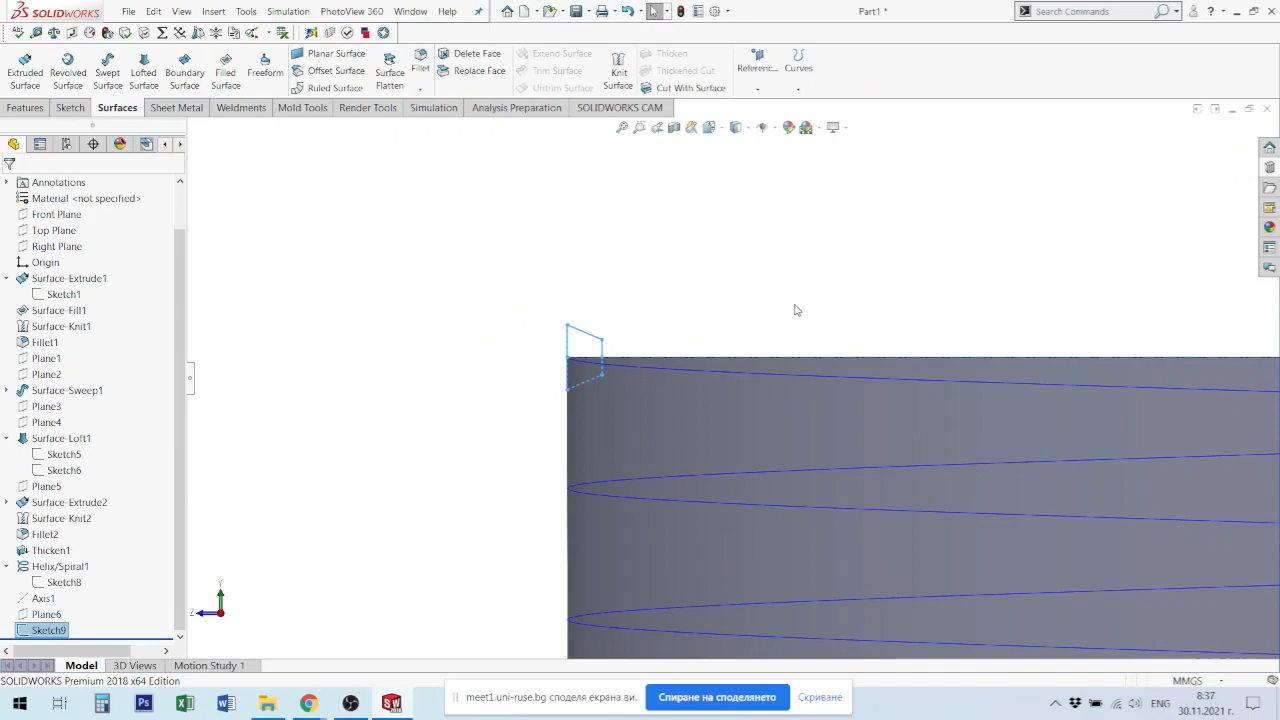 SOLIDWORKS File Edit View Insert Tools Simulation PhotoView 360 Window Help Part1 * Search Commands
Extruded Surface Revolved Surface Swept Surface Lofted Surface Boundary Surface Filled Surface Freeform
Planar Surface Offset Surface Ruled Surface
Surface Flatten Fillet
Delete Face Replace Face
Extend Surface Trim Surface Untrim Surface
Knit Surface
Thicken Thickened Cut Cut With Surface
Referenc... Curves
Features Sketch Surfaces Sheet Metal Weldments Mold Tools Render Tools Simulation Analysis Preparation SOLIDWORKS CAM
Annotations
Material <not specified>
Front Plane
Top Plane
Right Plane
Origin
Surface-Extrude1
Sketch1
Surface-Fill1
Surface-Knit1
Fillet1
Plane1
Plane2
Surface-Sweep1
Plane3
Plane4
Surface-Loft1
Sketch5
Sketch6
Plane5
Surface-Extrude2
Surface-Knit2
Fillet2
Thicken1
Helix/Spiral1
Sketch8
Axis1
Plane6
Sketch9
Y
Z
Model 3D Views Motion Study 1
SOLIDWORKS Premium 2018 x64 Edition MMGS
meet1.uni-ruse.bg споделя екрана ви. Спиране на споделянето Скриване
ENG 8:37
30.11.2021 г.